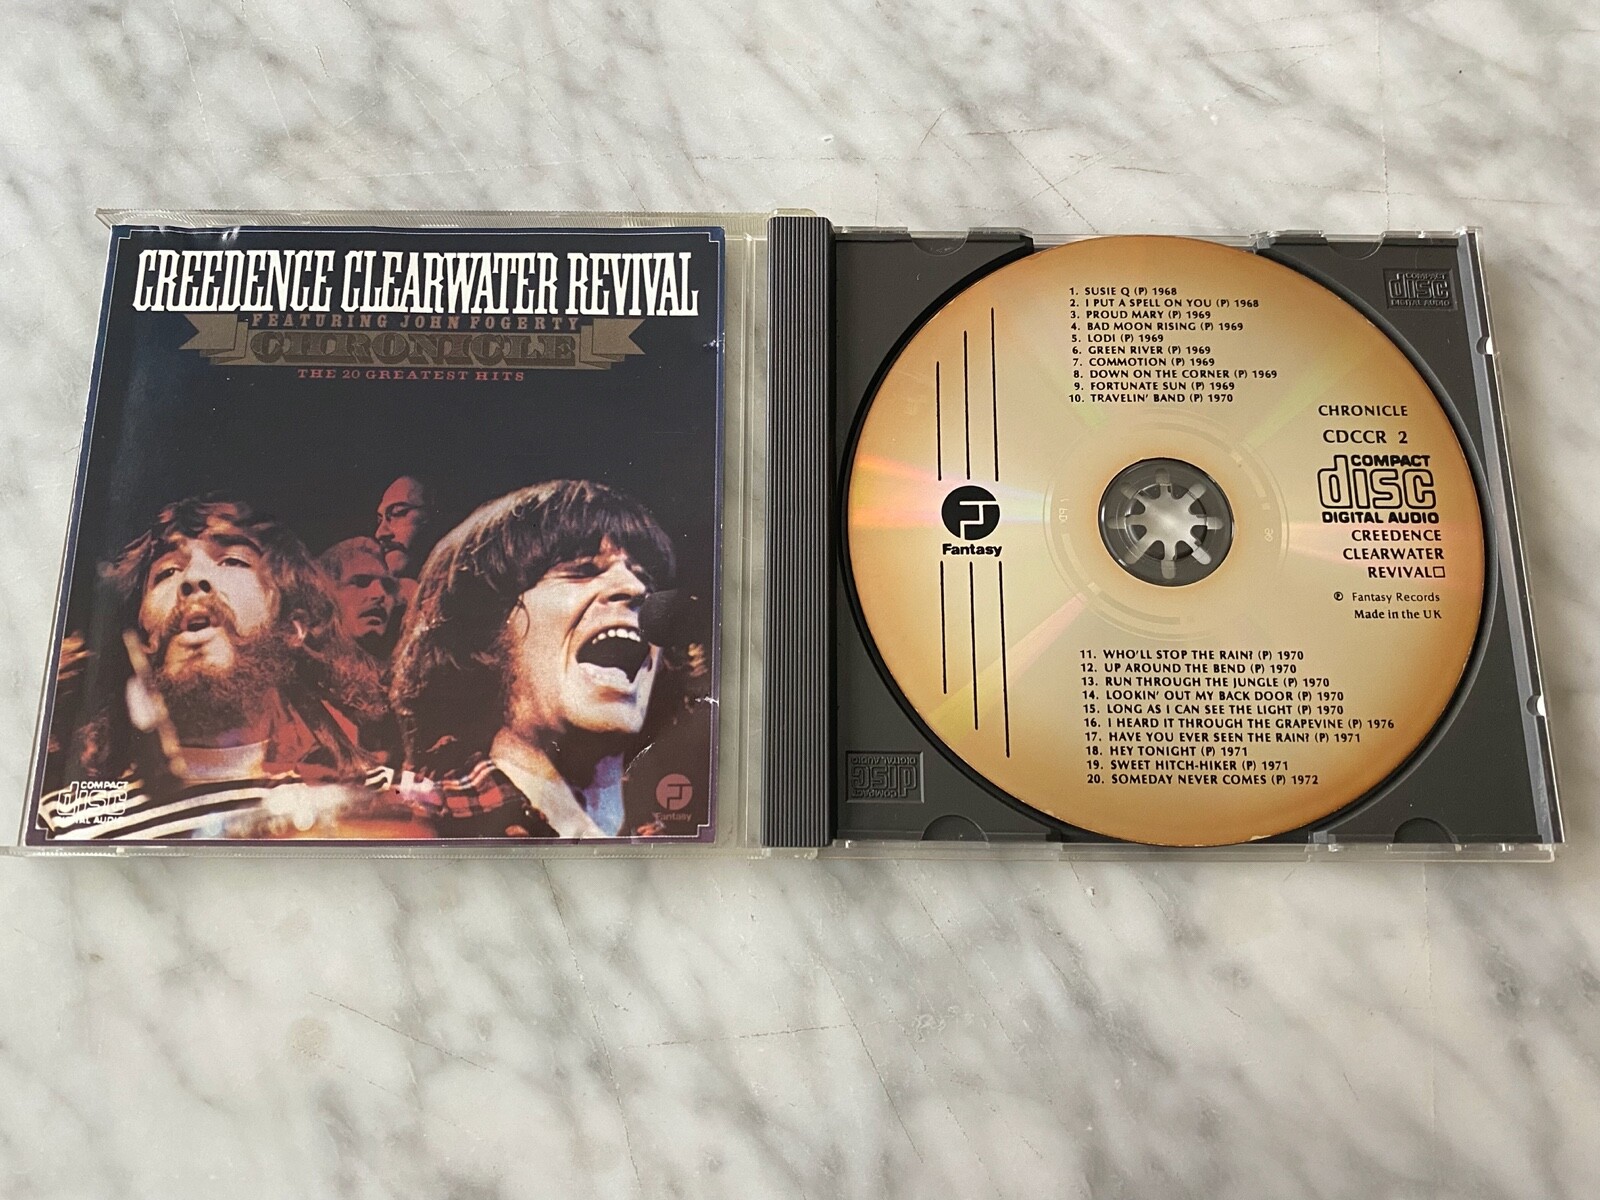 CREEDENCE CLEARWATER REVIVAL
FEATURING JOHN FOGERTY
CHRONICLE
THE 20 GREATEST HITS
COMPACT
disc
DIGITAL AUDIO
Fantasy
COMPACT
disc
DIGITAL AUDIO
1. SUSIE Q (P) 1968
2. I PUT A SPELL ON YOU (P) 1968
3. PROUD MARY (P) 1969
4. BAD MOON RISING (P) 1969
5. LODI (P) 1969
6. GREEN RIVER (P) 1969
7. COMMOTION (P) 1969
8. DOWN ON THE CORNER (P) 1969
9. FORTUNATE SUN (P) 1969
10. TRAVELIN' BAND (P) 1970
CHRONICLE
CDCCR 2
COMPACT
disc
DIGITAL AUDIO
CREEDENCE
CLEARWATER
REVIVAL
Fantasy
℗ Fantasy Records
Made in the UK
11. WHO'LL STOP THE RAIN? (P) 1970
12. UP AROUND THE BEND (P) 1970
13. RUN THROUGH THE JUNGLE (P) 1970
14. LOOKIN' OUT MY BACK DOOR (P) 1970
15. LONG AS I CAN SEE THE LIGHT (P) 1970
16. I HEARD IT THROUGH THE GRAPEVINE (P) 1976
17. HAVE YOU EVER SEEN THE RAIN? (P) 1971
18. HEY TONIGHT (P) 1971
19. SWEET HITCH-HIKER (P) 1971
20. SOMEDAY NEVER COMES (P) 1972
COMPACT
disc
DIGITAL AUDIO